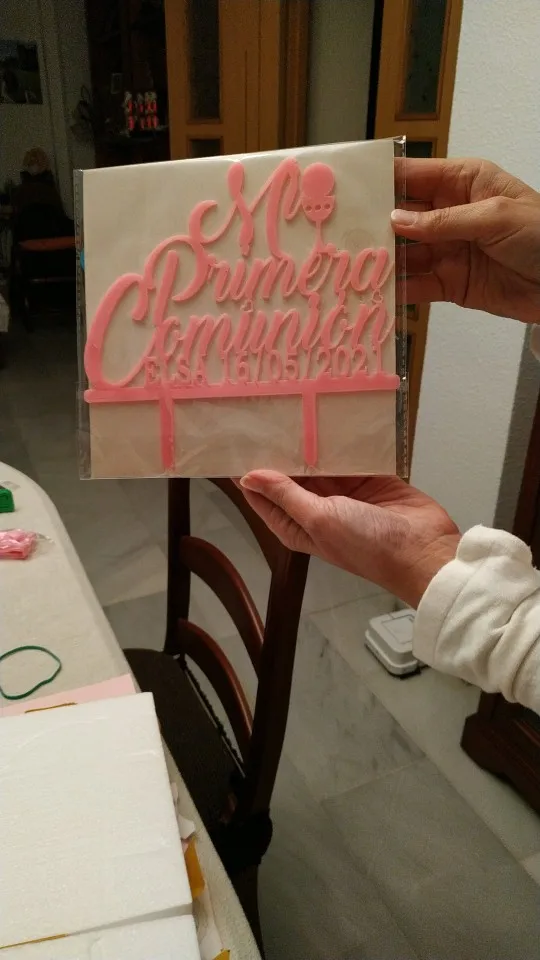 Mi
Primera
Comunión
ELSA 16/05/2021